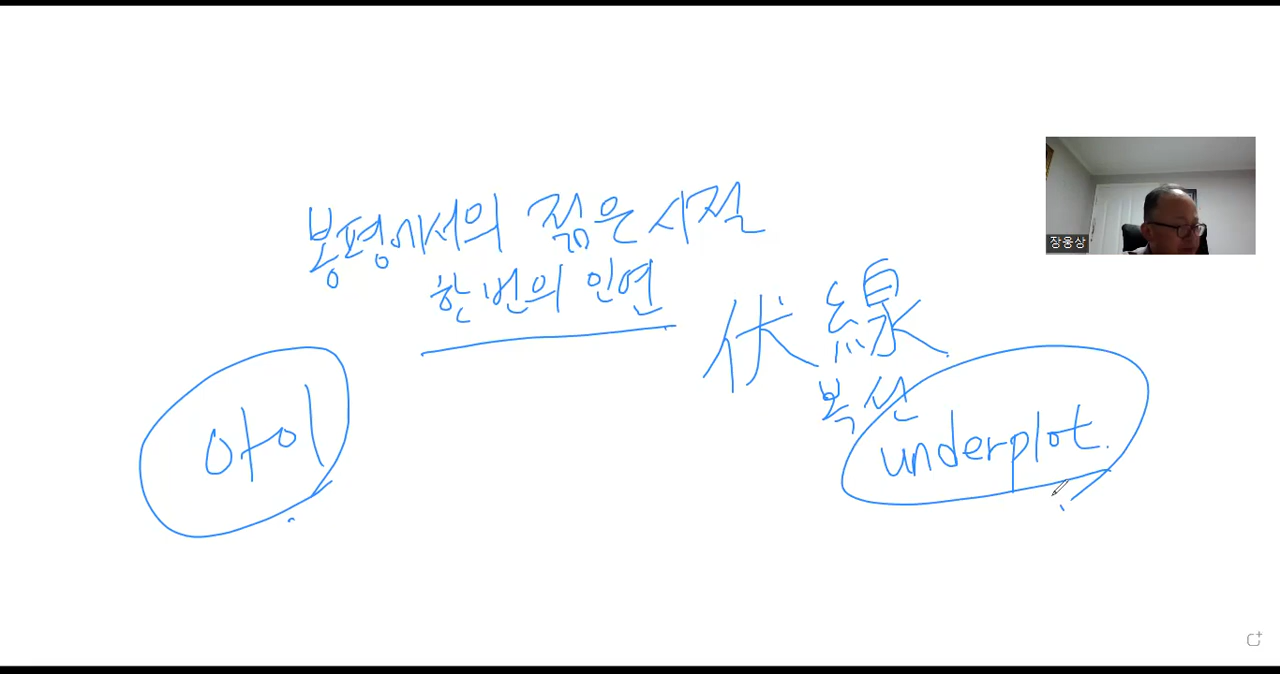 봉평에서의 젊은 시절
한 번의 인연
伏線
복선
underplot.
아이
장웅상